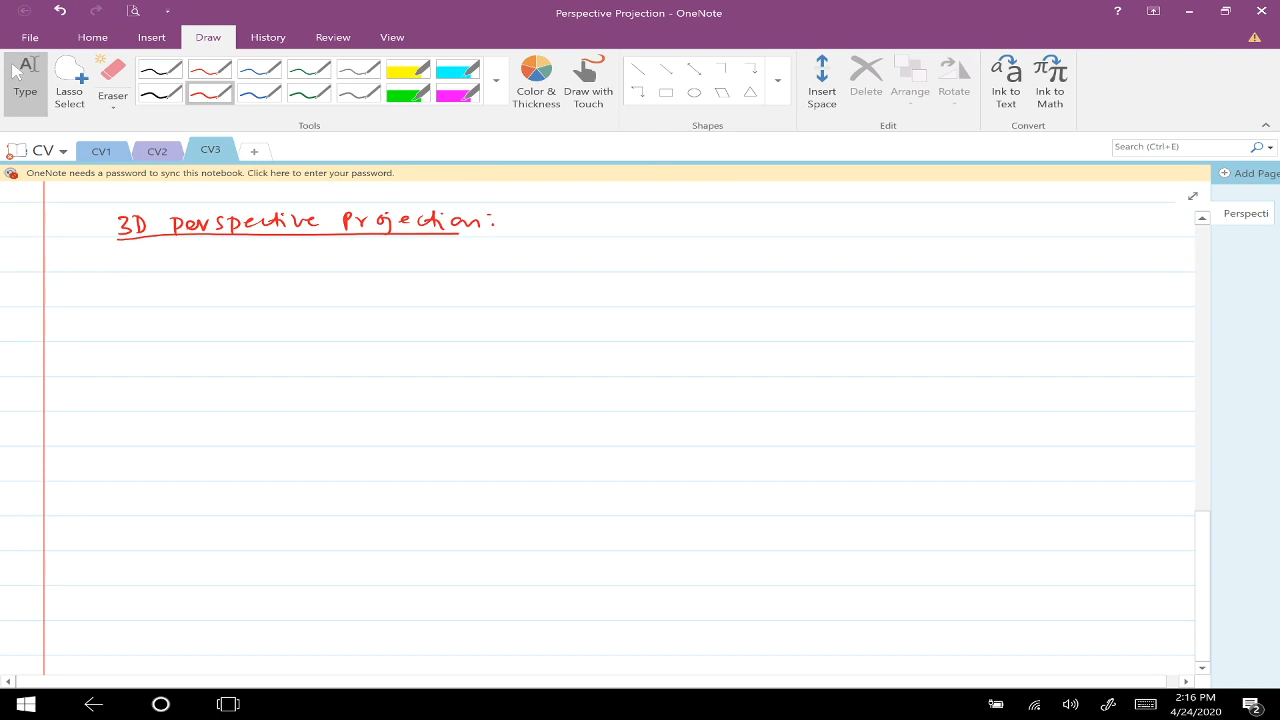 Perspective Projection - OneNote
?
File
Home
Insert
Draw
History
Review
View
Type
Lasso Select
Eraser
Color & Thickness
Draw with Touch
Insert Space
Delete
Arrange
Rotate
Ink to Text
Ink to Math
Tools
Shapes
Edit
Convert
CV
CV1
CV2
CV3
Search (Ctrl+E)
OneNote needs a password to sync this notebook. Click here to enter your password.
Add Page
Perspecti
3D perspective Projection:
2:16 PM
4/24/2020
2